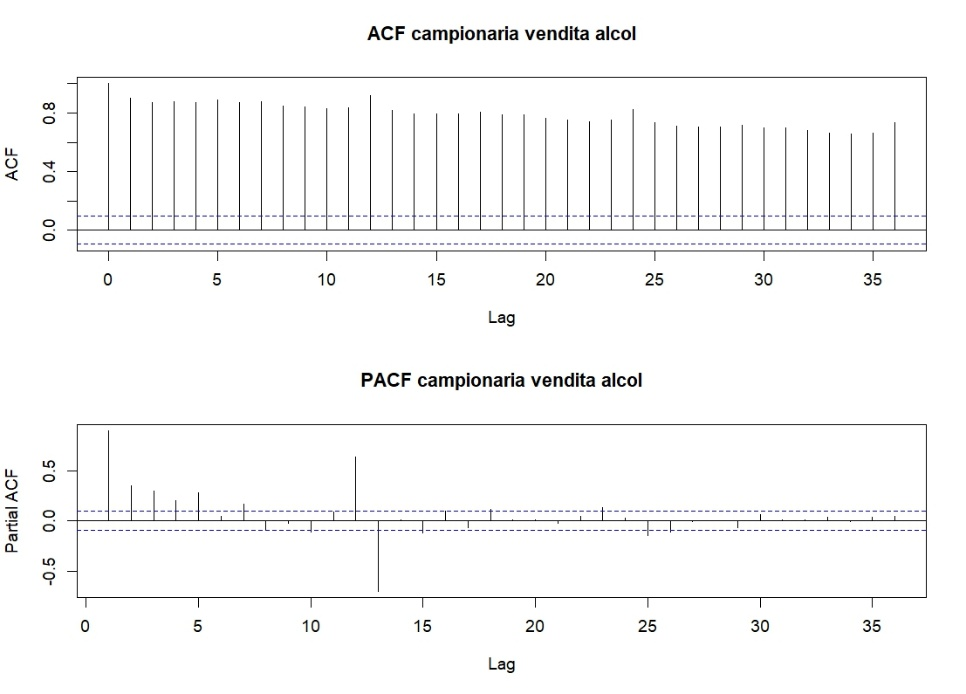 ACF campionaria vendita alcol
ACF
0.0 0.4 0.8
0 5 10 15 20 25 30 35
Lag
PACF campionaria vendita alcol
Partial ACF
-0.5 0.0 0.5
0 5 10 15 20 25 30 35
Lag